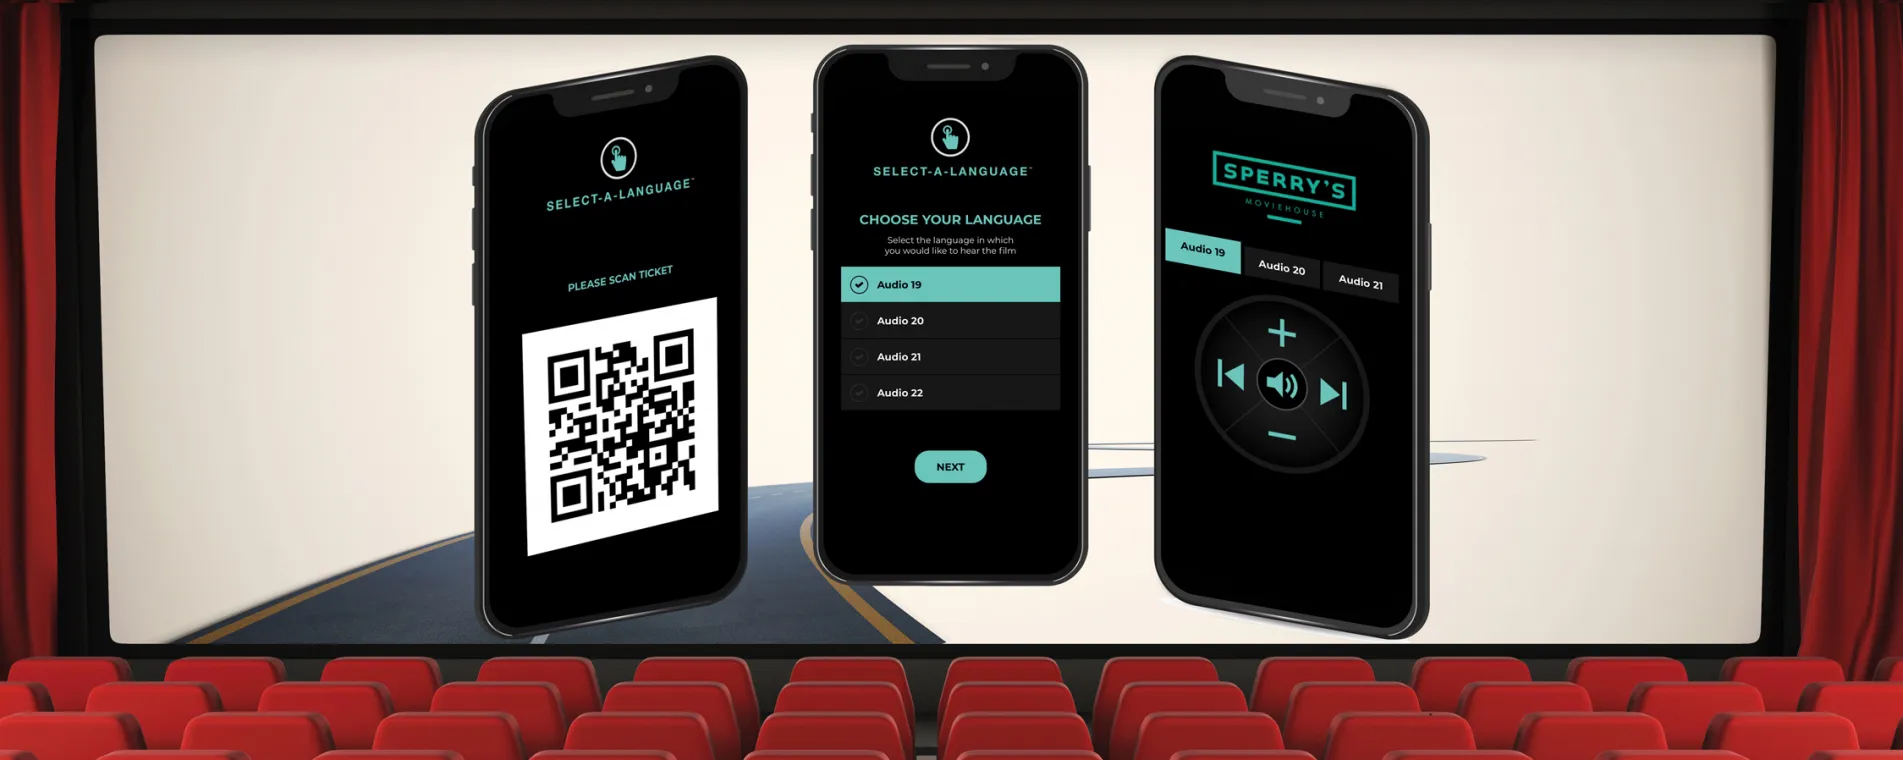 SELECT-A-LANGUAGE™
PLEASE SCAN TICKET
SELECT-A-LANGUAGE™
CHOOSE YOUR LANGUAGE
Select the language in which
you would like to hear the film
Audio 19
Audio 20
Audio 21
Audio 22
NEXT
SPERRY'S
MOVIEHOUSE
Audio 19
Audio 20
Audio 21